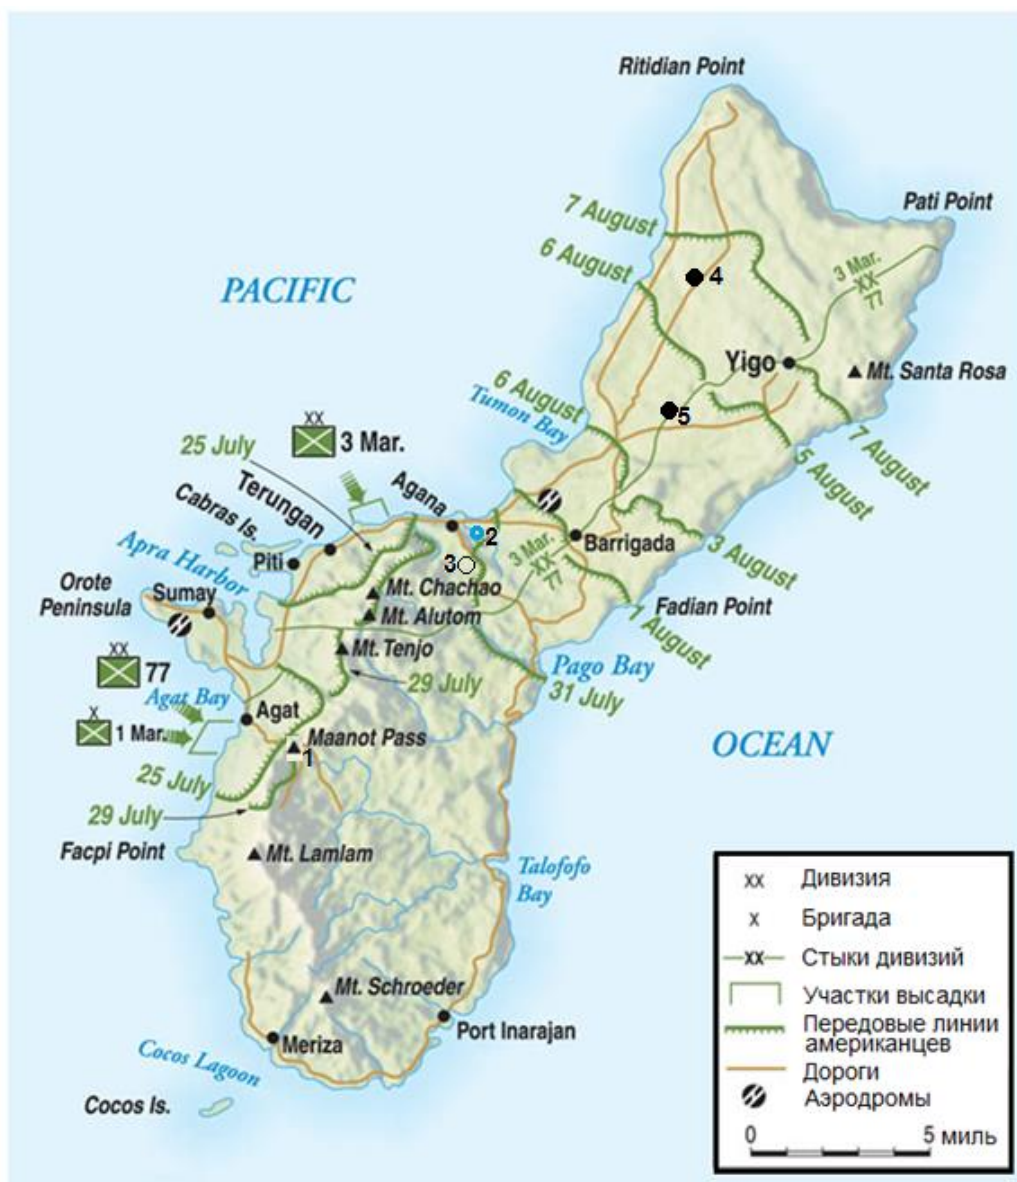 Ritidian Point
Pati Point
7 August
6 August
3 Mar.
XX
77
PACIFIC
4
Yigo
Mt. Santa Rosa
6 August
Tumon Bay
5
7 August
5 August
XX
3 Mar.
25 July
Terungan
Cabras Is.
Agana
Apra Harbor
Piti
2
3
3 Mar.
XX
77
Barrigada
3 August
Orote
Peninsula
Sumay
Mt. Chachao
Mt. Alutom
Fadian Point
1 August
Mt. Tenjo
XX
77
Pago Bay
29 July
31 July
Agat Bay
Agat
X
1 Mar.
Maanot Pass
1
OCEAN
25 July
29 July
Facpi Point
Mt. Lamlam
Talofofo
Bay
Mt. Schroeder
Port Inarajan
Meriza
Cocos Lagoon
Cocos Is.
XX Дивизия
X Бригада
XX Стыки дивизий
Участки высадки
Передовые линии
американцев
Дороги
Аэродромы
0 5 миль